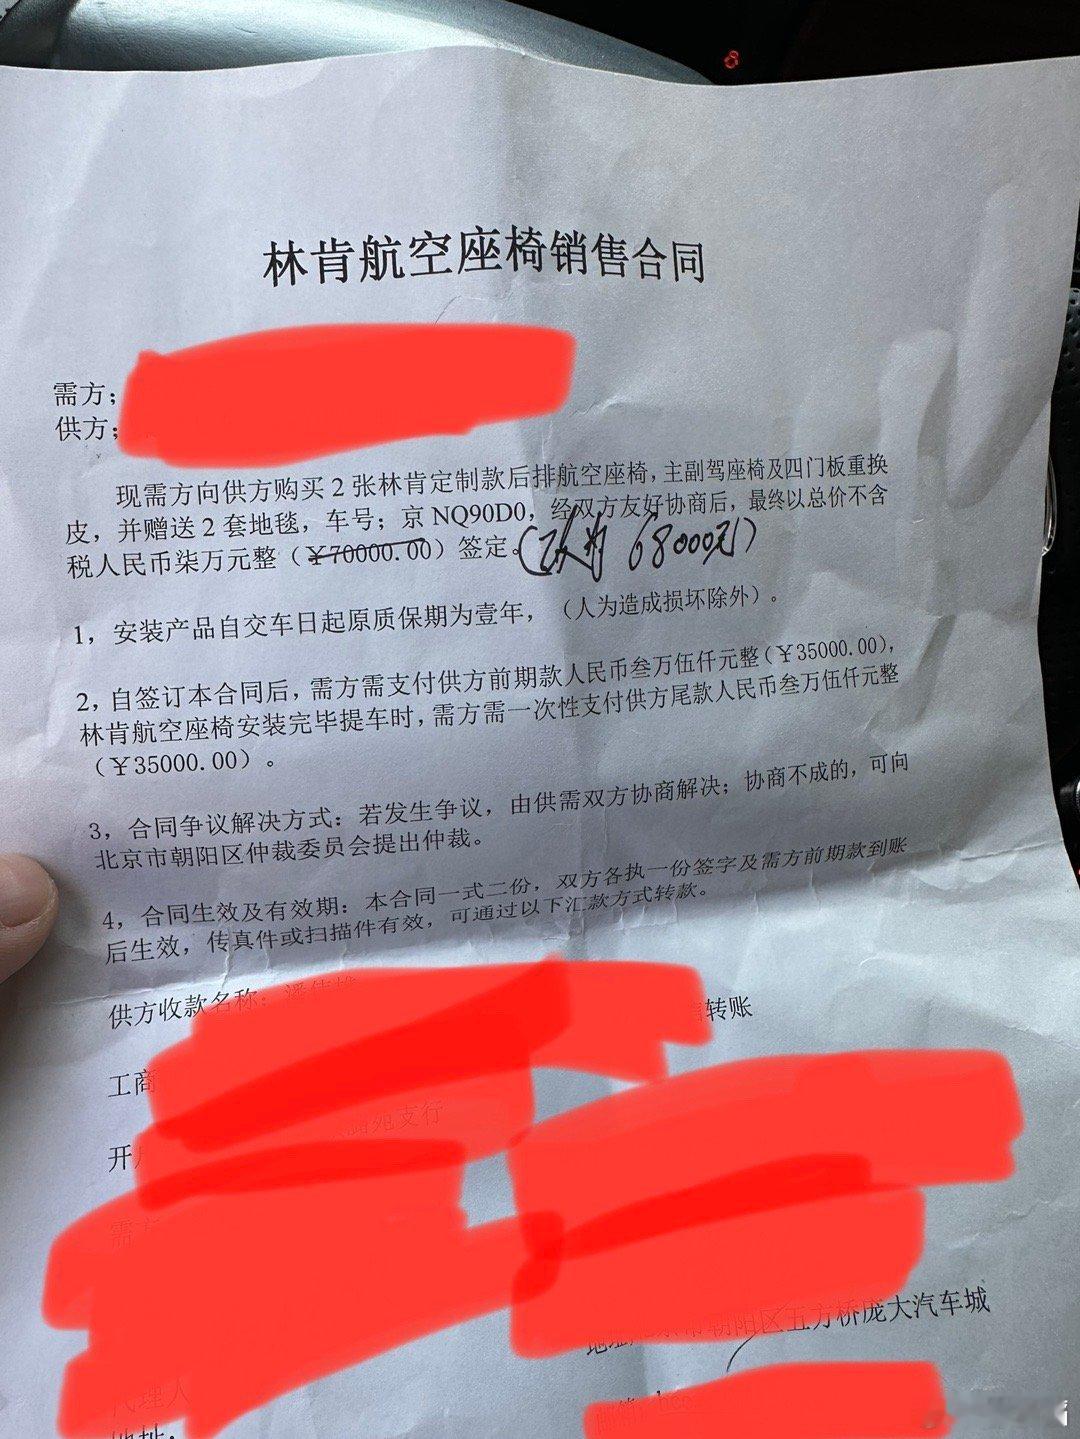 林肯航空座椅销售合同
需方；
供方；
现需方向供方购买2张林肯定制款后排航空座椅，主副驾座椅及四门板重换
皮，并赠送2套地毯，车号；京NQ90D0，经双方友好协商后，最终以总价不含
税人民币柒万元整（￥70000.00）签定。（改为 68000元）
1，安装产品自交车日起原质保期为壹年，（人为造成损坏除外）。
2，自签订本合同后，需方需支付供方前期款人民币叁万伍仟元整（￥35000.00），
林肯航空座椅安装完毕提车时，需方需一次性支付供方尾款人民币叁万伍仟元整
（￥35000.00）。
3，合同争议解决方式：若发生争议，由供需双方协商解决；协商不成的，可向
北京市朝阳区仲裁委员会提出仲裁。
4，合同生效及有效期：本合同一式二份，双方各执一份签字及需方前期款到账
后生效，传真件或扫描件有效，可通过以下汇款方式转款。
供方收款名称：
转账
工商
开户
支行
需方
地址
朝阳区五方桥庞大汽车城
代理人
邮箱
地址：